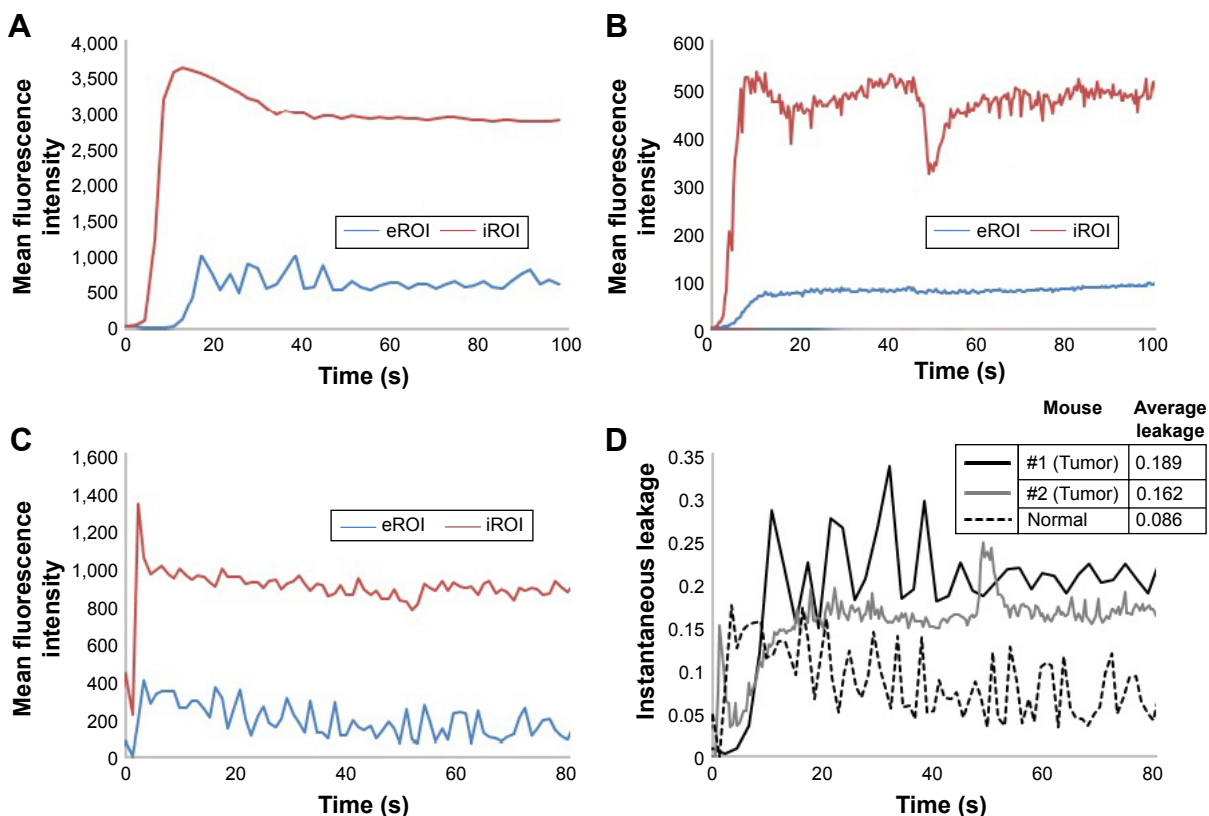 A
Mean fluorescence
intensity
4,000
3,500
3,000
2,500
2,000
1,500
1,000
500
0
eROI iROI
0 20 40 60 80 100
Time (s)
B
Mean fluorescence
intensity
600
500
400
300
200
100
0
eROI iROI
0 20 40 60 80 100
Time (s)
C
Mean fluorescence
intensity
1,600
1,400
1,200
1,000
800
600
400
200
0
eROI iROI
0 20 40 60 80
Time (s)
D
Mouse Average
leakage
#1 (Tumor) 0.189
#2 (Tumor) 0.162
Normal 0.086
Instantaneous leakage
0.35
0.3
0.25
0.2
0.15
0.1
0.05
0
0 20 40 60 80
Time (s)